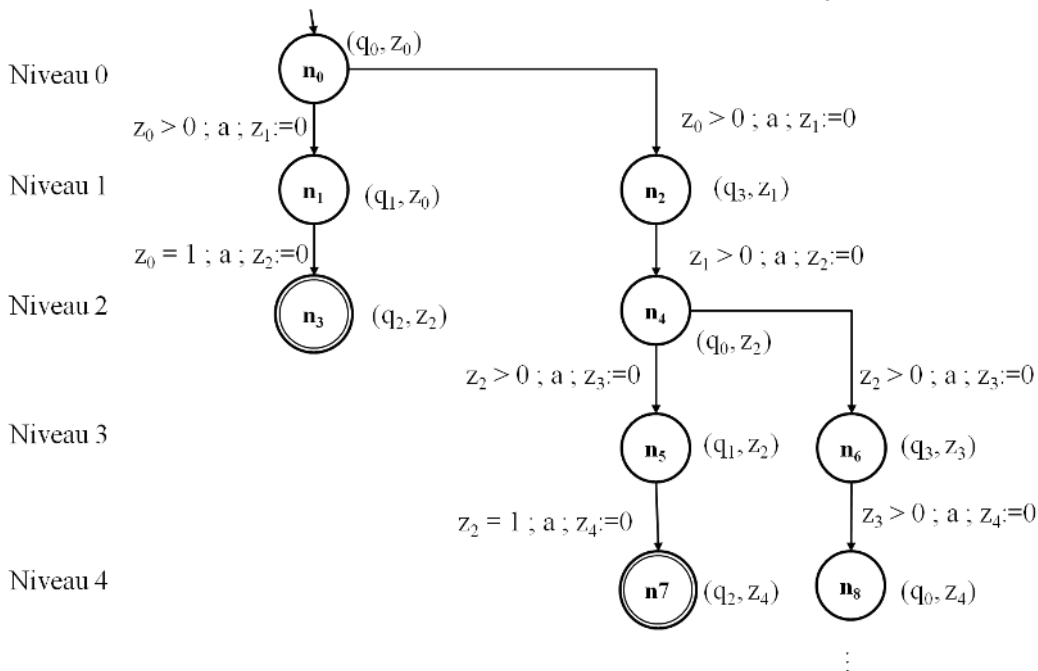 (q₀, z₀)
Niveau 0
n₀
z₀ > 0 ; a ; z₁:=0
z₀ > 0 ; a ; z₁:=0
Niveau 1
n₁
(q₁, z₀)
n₂
(q₃, z₁)
z₀ = 1 ; a ; z₂:=0
z₁ > 0 ; a ; z₂:=0
Niveau 2
n₃
(q₂, z₂)
n₄
(q₀, z₂)
z₂ > 0 ; a ; z₃:=0
z₂ > 0 ; a ; z₃:=0
Niveau 3
n₅
(q₁, z₂)
n₆
(q₃, z₃)
z₂ = 1 ; a ; z₄:=0
z₃ > 0 ; a ; z₄:=0
Niveau 4
n7
(q₂, z₄)
n₈
(q₀, z₄)
⋮